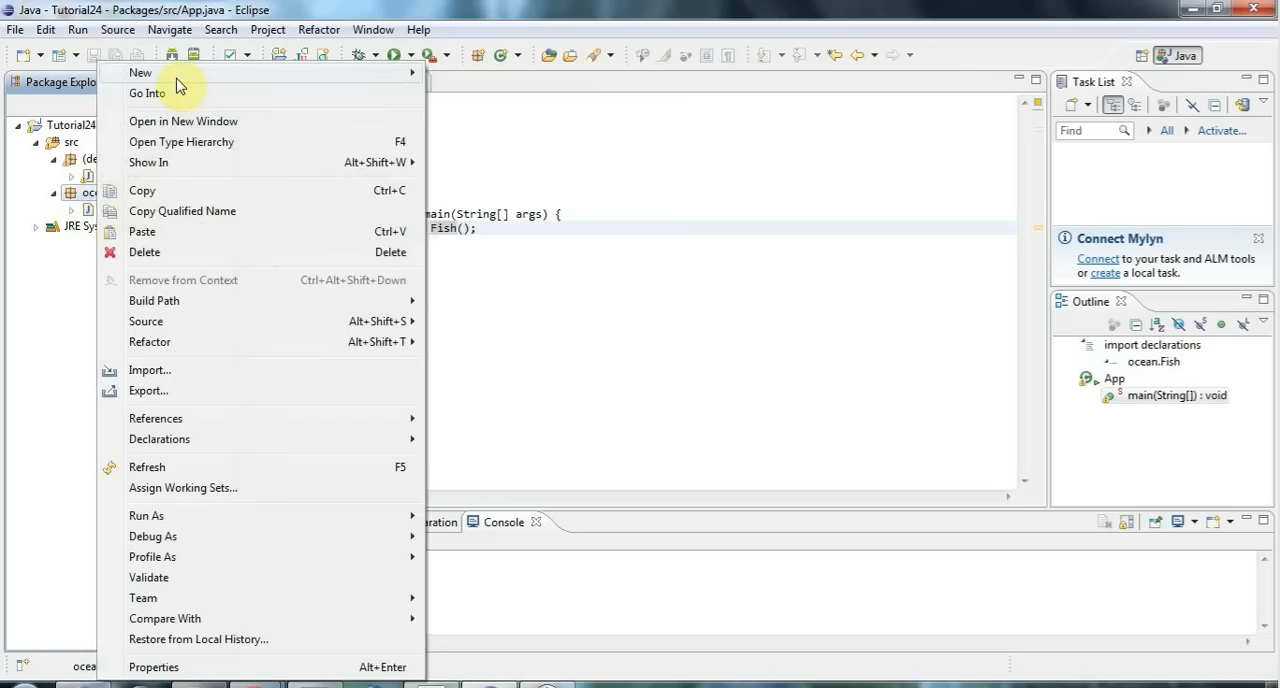 Java - Tutorial24 - Packages/src/App.java - Eclipse
File Edit Run Source Navigate Search Project Refactor Window Help
Java
Package Explo
Tutorial24
src
(de
oce
JRE Sys
New
Go Into
Open in New Window
Open Type Hierarchy F4
Show In Alt+Shift+W
Copy Ctrl+C
Copy Qualified Name
Paste Ctrl+V
Delete Delete
Remove from Context Ctrl+Alt+Shift+Down
Build Path
Source Alt+Shift+S
Refactor Alt+Shift+T
Import...
Export...
References
Declarations
Refresh F5
Assign Working Sets...
Run As
Debug As
Profile As
Validate
Team
Compare With
Restore from Local History...
Properties Alt+Enter
main(String[] args) {
Fish();
aration Console
Task List
Find All Activate...
Connect Mylyn
Connect to your task and ALM tools
or create a local task.
Outline
import declarations
ocean.Fish
App
main(String[]) : void
ocea